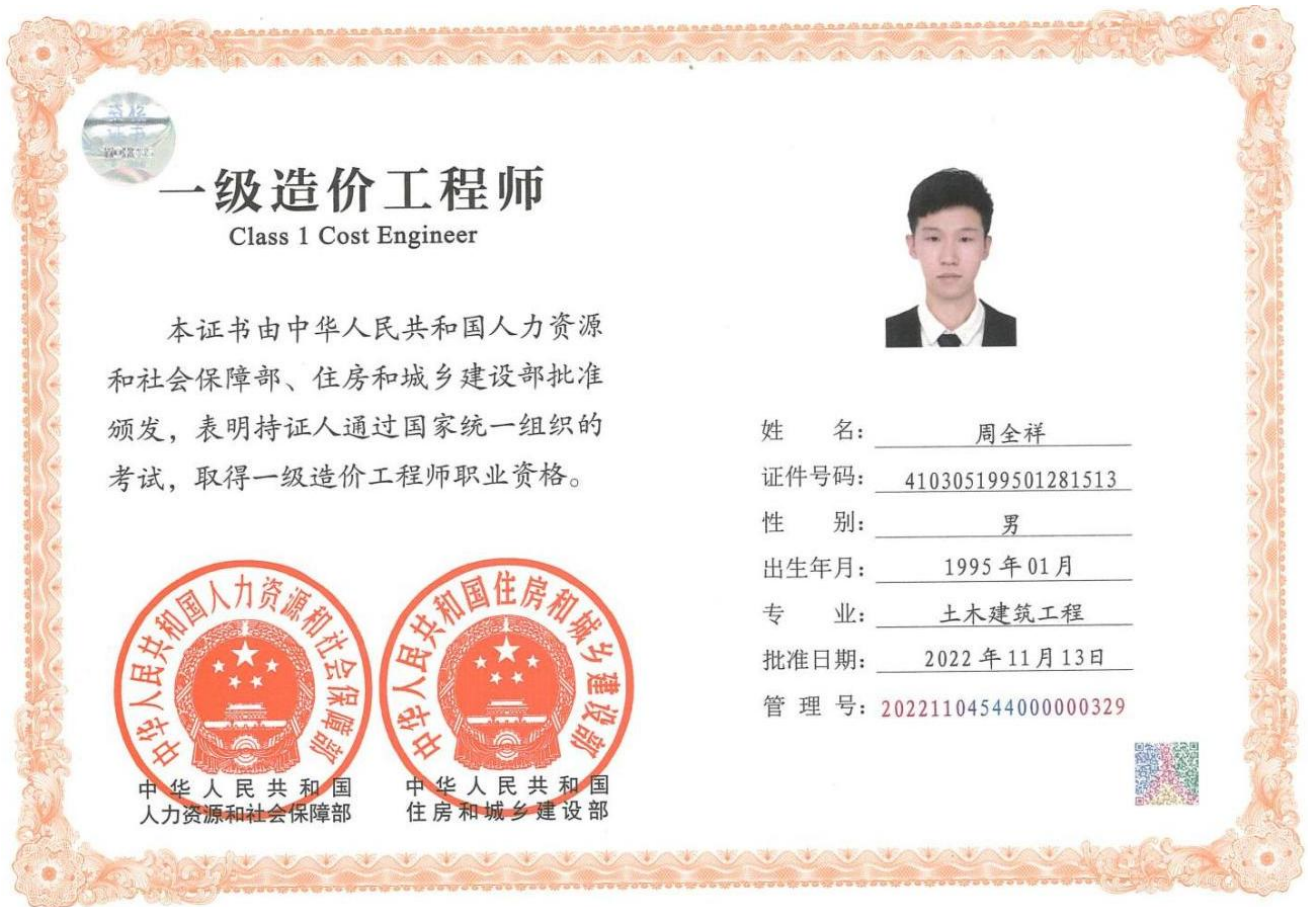 一级造价工程师
Class 1 Cost Engineer
本证书由中华人民共和国人力资源
和社会保障部、住房和城乡建设部批准
颁发，表明持证人通过国家统一组织的
考试，取得一级造价工程师职业资格。
中华人民共和国人力资源和社会保障部
中华人民共和国
人力资源和社会保障部
中华人民共和国住房和城乡建设部
中华人民共和国
住房和城乡建设部
姓 名： 周全祥
证件号码： 410305199501281513
性 别： 男
出生年月： 1995年01月
专 业： 土木建筑工程
批准日期： 2022年11月13日
管 理 号： 20221104544000000329